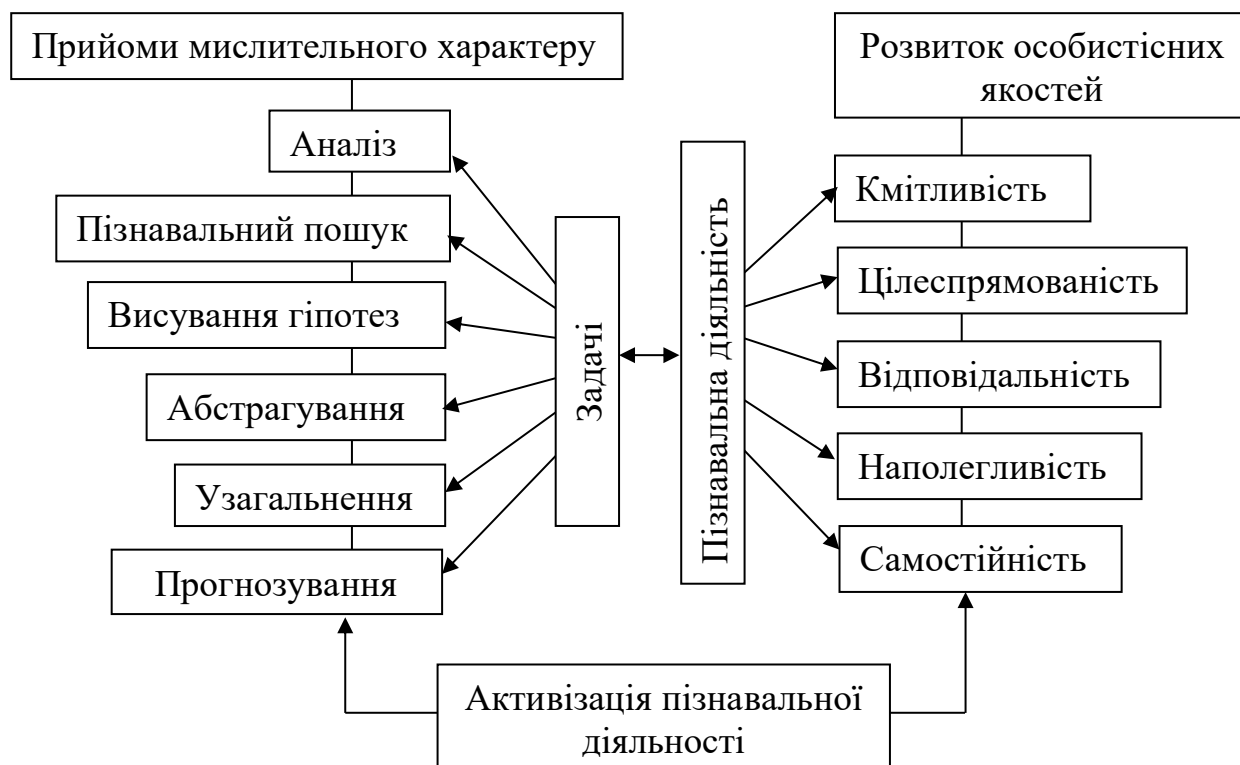 Прийоми мислительного характеру
Аналіз
Пізнавальний пошук
Висування гіпотез
Абстрагування
Узагальнення
Прогнозування
Задачі
Пізнавальна діяльність
Розвиток особистісних
якостей
Кмітливість
Цілеспрямованість
Відповідальність
Наполегливість
Самостійність
Активізація пізнавальної
діяльності